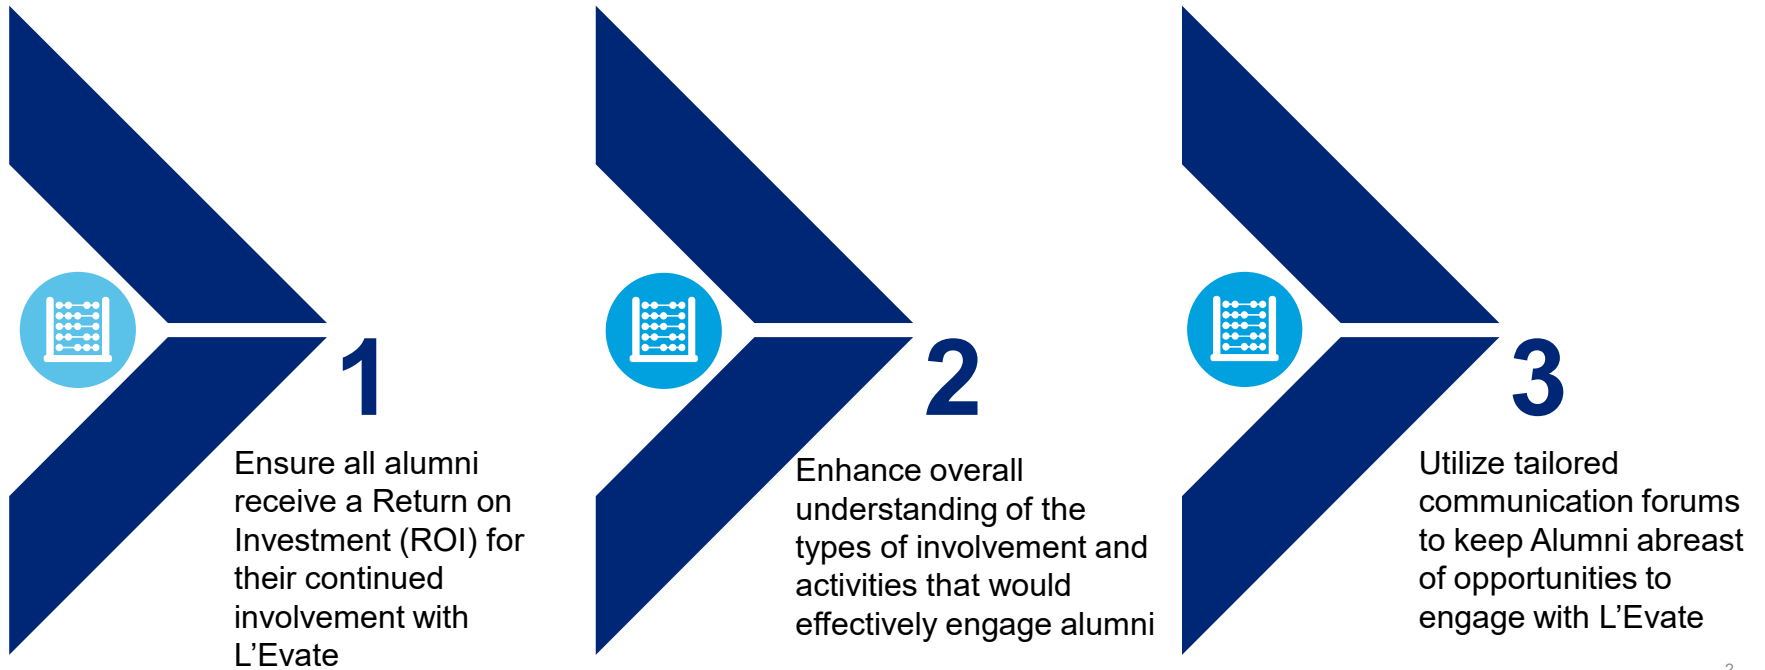 1
Ensure all alumni
receive a Return on
Investment (ROI) for
their continued
involvement with
L’Evate
2
Enhance overall
understanding of the
types of involvement and
activities that would
effectively engage alumni
3
Utilize tailored
communication forums
to keep Alumni abreast
of opportunities to
engage with L’Evate
2